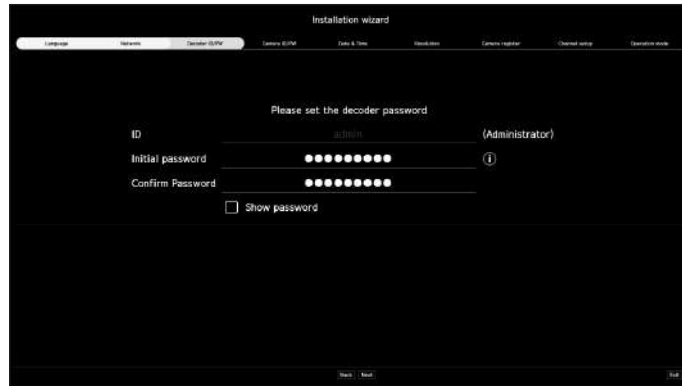 Installation wizard
Language Network Decoder ID/PW Camera ID/PW Date & Time Resolution Camera register Channel setup Operation mode
Please set the decoder password
ID admin (Administrator)
Initial password ●●●●●●●●● i
Confirm Password ●●●●●●●●●
Show password
Back Next Exit